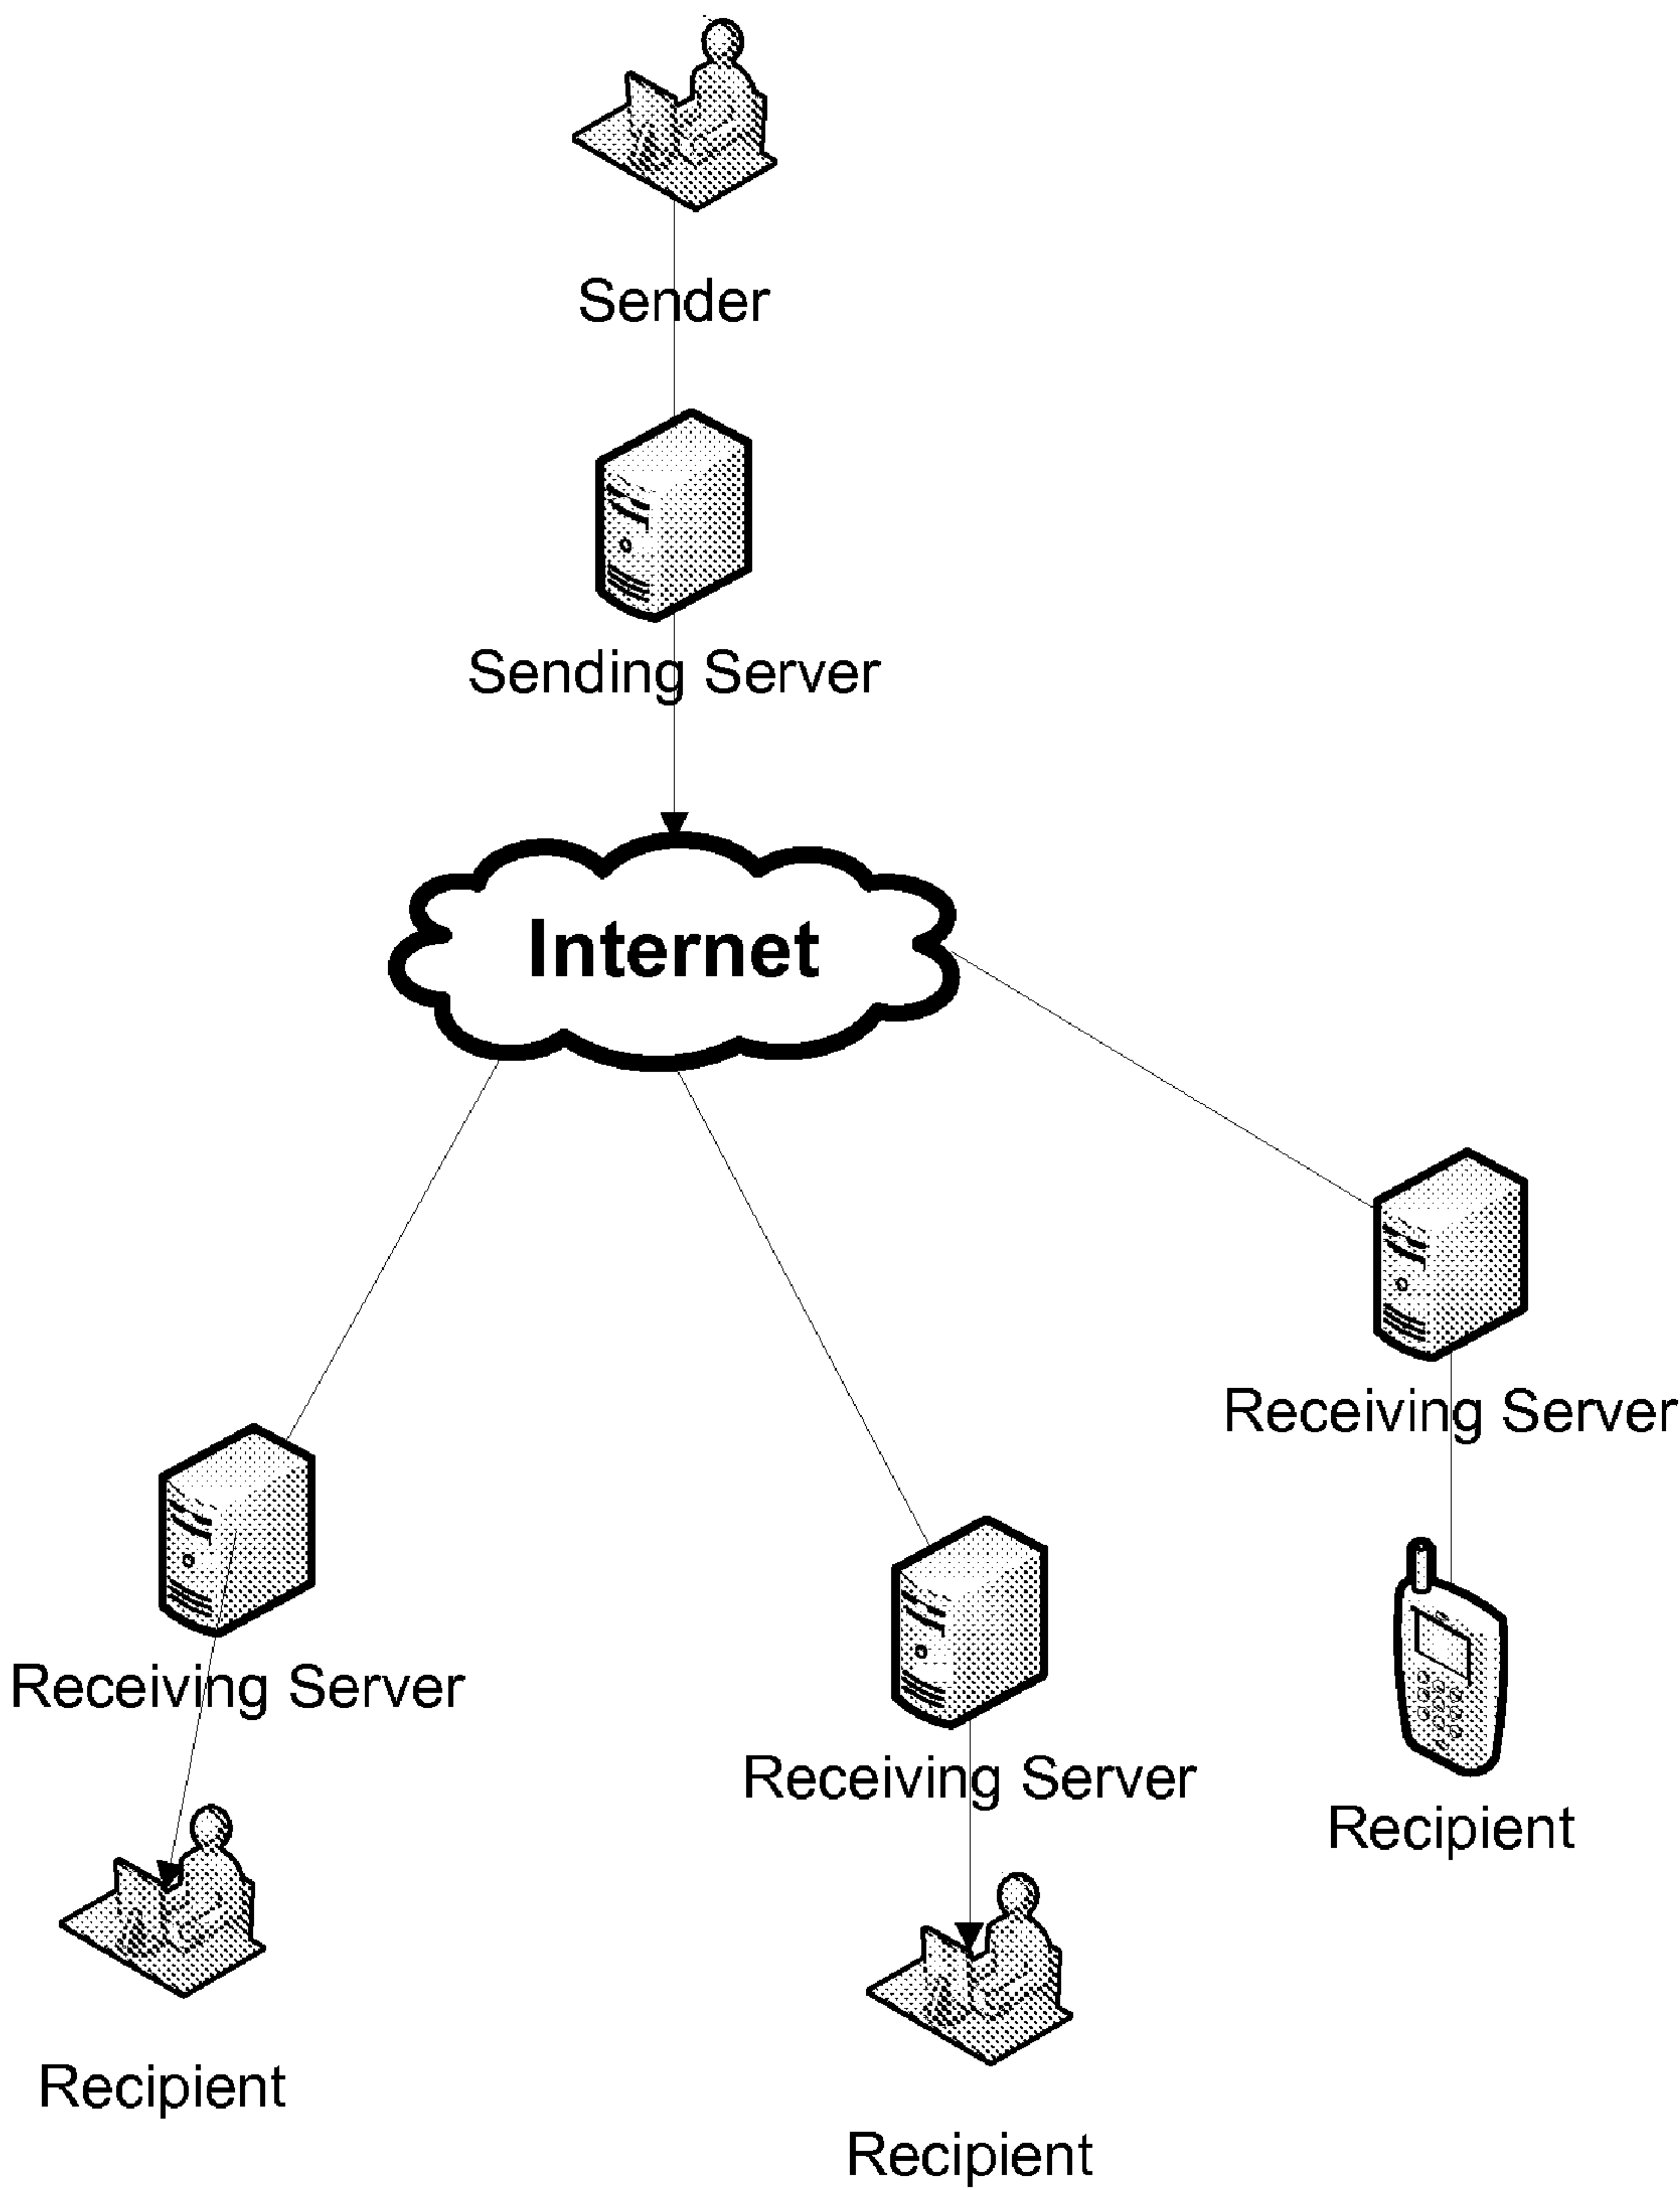 Sender
Sending Server
Internet
Receiving Server
Receiving Server
Receiving Server
Recipient
Recipient
Recipient